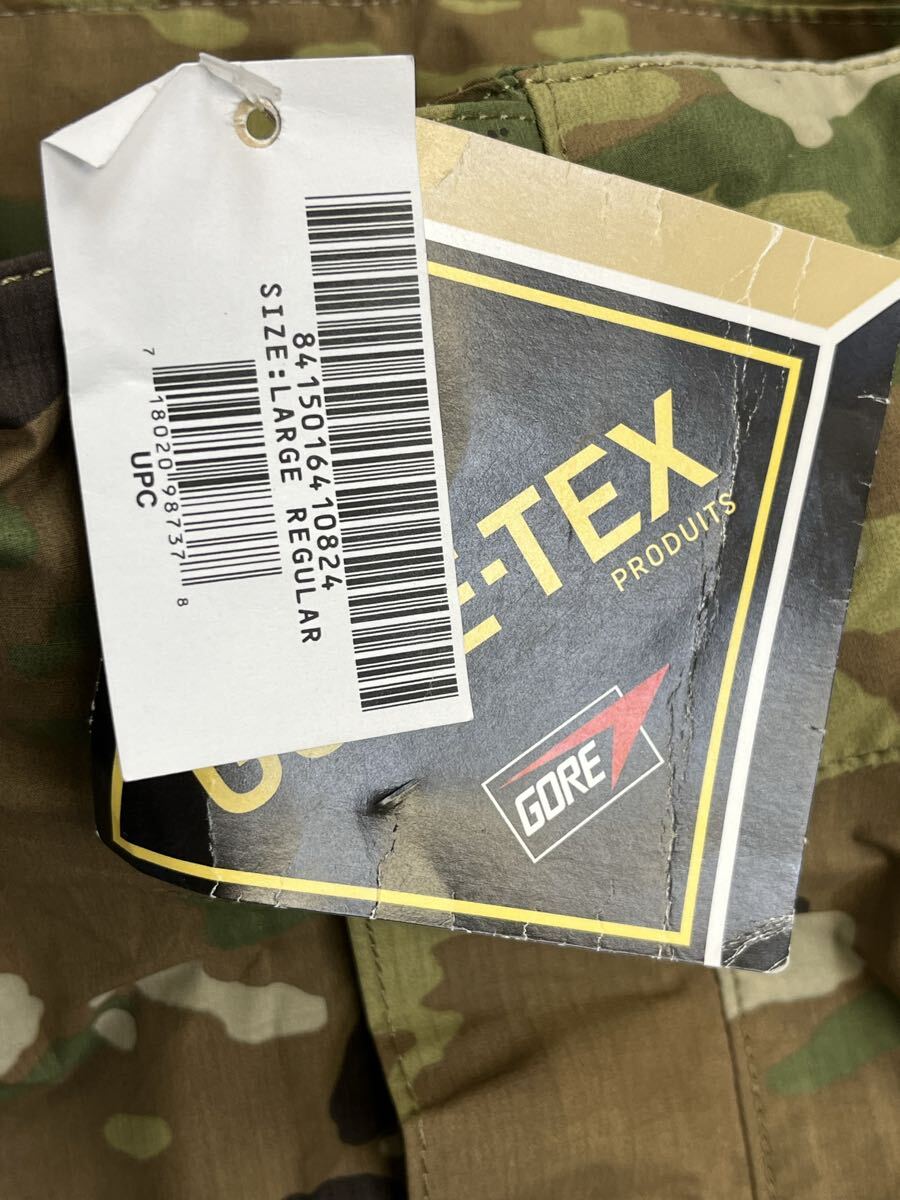 8415016410824
SIZE:LARGE REGULAR
7 18020 98737 8
UPC
E-TEX
PRODUITS
GORE